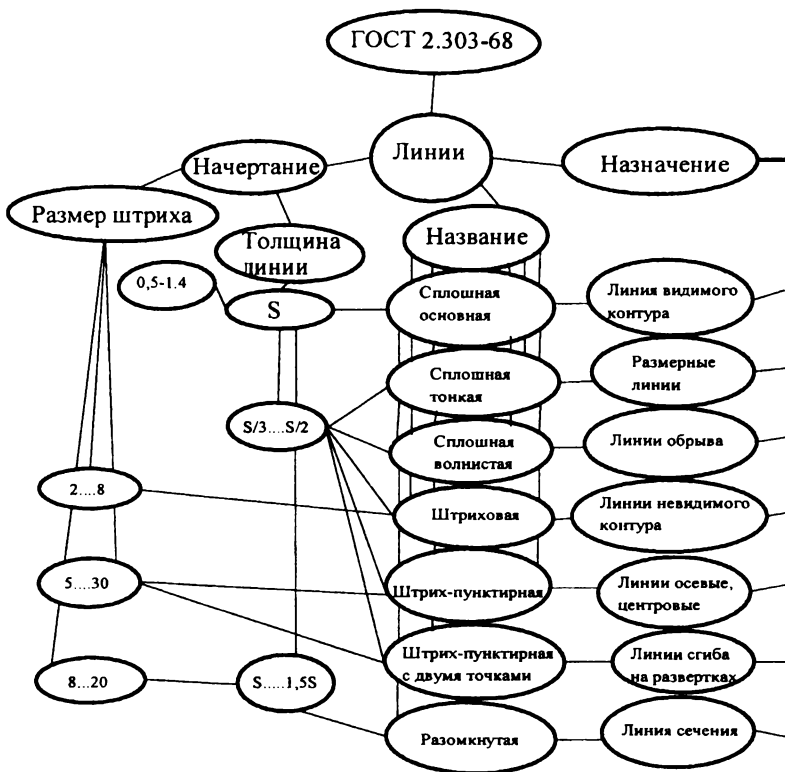 ГОСТ 2.303-68
Линии
Начертание
Назначение
Размер штриха
Толщина
линии
Название
0,5-1.4
S
Сплошная
основная
Линия видимого
контура
Сплошная
тонкая
Размерные
линии
S/3....S/2
Сплошная
волнистая
Линии обрыва
2....8
Штриховая
Линии невидимого
контура
5....30
Штрих-пунктирная
Линии осевые,
центровые
8...20
S.....1,5S
Штрих-пунктирная
с двумя точками
Линии сгиба
на развертках
Разомкнутая
Линия сечения